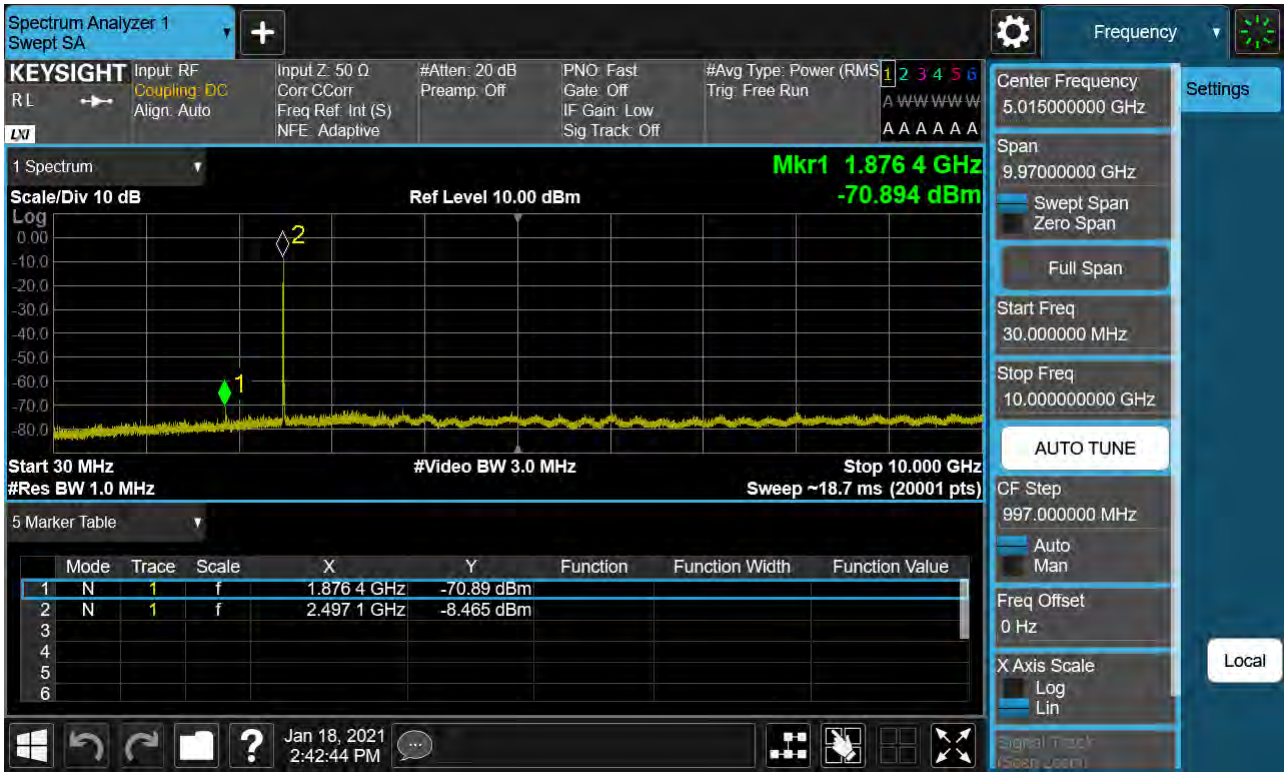 Spectrum Analyzer 1
Swept SA
Frequency
KEYSIGHT
RL
LXI
Input: RF
Coupling: DC
Align: Auto
Input Z: 50 Ω
Corr CCorr
Freq Ref: Int (S)
NFE: Adaptive
#Atten: 20 dB
Preamp: Off
PNO: Fast
Gate: Off
IF Gain: Low
Sig Track: Off
#Avg Type: Power (RMS
Trig: Free Run
1 2 3 4 5 6
A W W W W W
A A A A A A
1 Spectrum
Mkr1 1.876 4 GHz
-70.894 dBm
Scale/Div 10 dB
Ref Level 10.00 dBm
Log
0.00
-10.0
-20.0
-30.0
-40.0
-50.0
-60.0
-70.0
-80.0
2
1
Start 30 MHz
#Video BW 3.0 MHz
Stop 10.000 GHz
#Res BW 1.0 MHz
Sweep ~18.7 ms (20001 pts)
5 Marker Table
Mode Trace Scale X Y Function Function Width Function Value
1 N 1 f 1.876 4 GHz -70.89 dBm
2 N 1 f 2.497 1 GHz -8.465 dBm
3
4
5
6
Jan 18, 2021
2:42:44 PM
?
Center Frequency
5.015000000 GHz
Settings
Span
9.97000000 GHz
Swept Span
Zero Span
Full Span
Start Freq
30.000000 MHz
Stop Freq
10.000000000 GHz
AUTO TUNE
CF Step
997.000000 MHz
Auto
Man
Freq Offset
0 Hz
X Axis Scale
Log
Lin
Signal Track
(Span Zoom)
Local